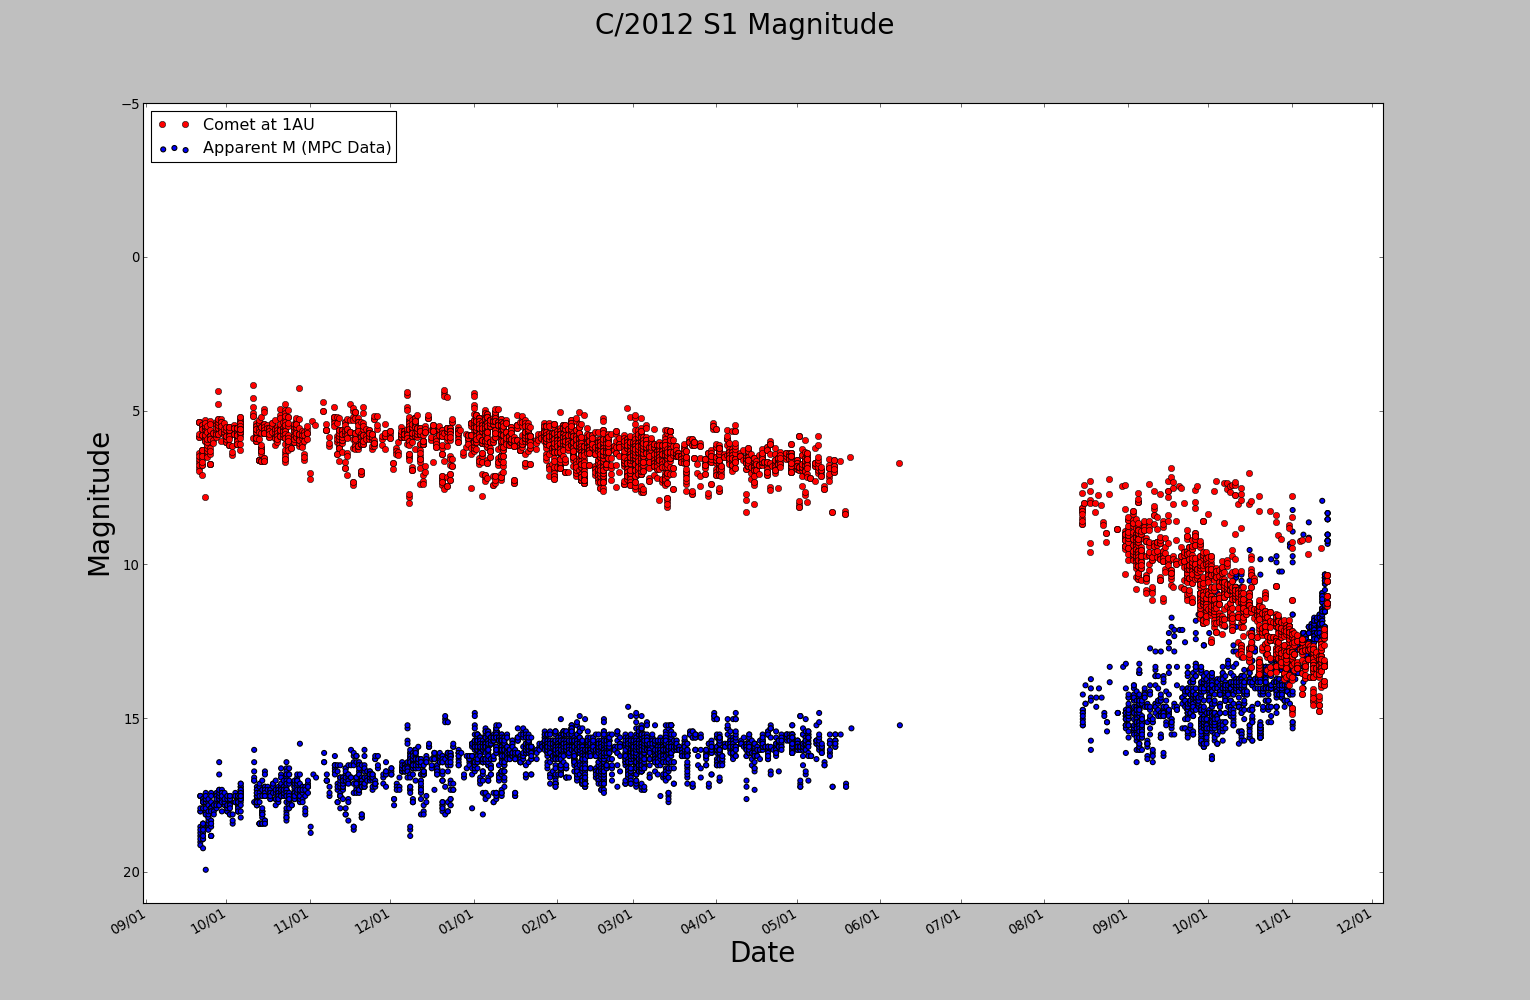 C/2012 S1 Magnitude
Comet at 1AU
Apparent M (MPC Data)
Magnitude
−5
0
5
10
15
20
09/01 10/01 11/01 12/01 01/01 02/01 03/01 04/01 05/01 06/01 07/01 08/01 09/01 10/01 11/01 12/01
Date